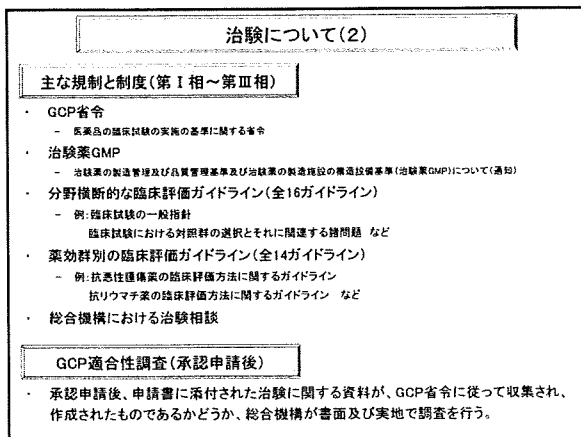 治験について(2)
主な規制と制度(第Ⅰ相～第Ⅲ相)
・ GCP省令
－ 医薬品の臨床試験の実施の基準に関する省令
・ 治験薬GMP
－ 治験薬の製造管理及び品質管理基準及び治験薬の製造施設の構造設備基準(治験薬GMP)について(通知)
・ 分野横断的な臨床評価ガイドライン(全16ガイドライン)
－ 例:臨床試験の一般指針
臨床試験における対照群の選択とそれに関連する諸問題 など
・ 薬効群別の臨床評価ガイドライン(全14ガイドライン)
－ 例:抗悪性腫瘍薬の臨床評価方法に関するガイドライン
抗リウマチ薬の臨床評価方法に関するガイドライン など
・ 総合機構における治験相談
GCP適合性調査(承認申請後)
・ 承認申請後、申請書に添付された治験に関する資料が、GCP省令に従って収集され、
作成されたものであるかどうか、総合機構が書面及び実地で調査を行う。